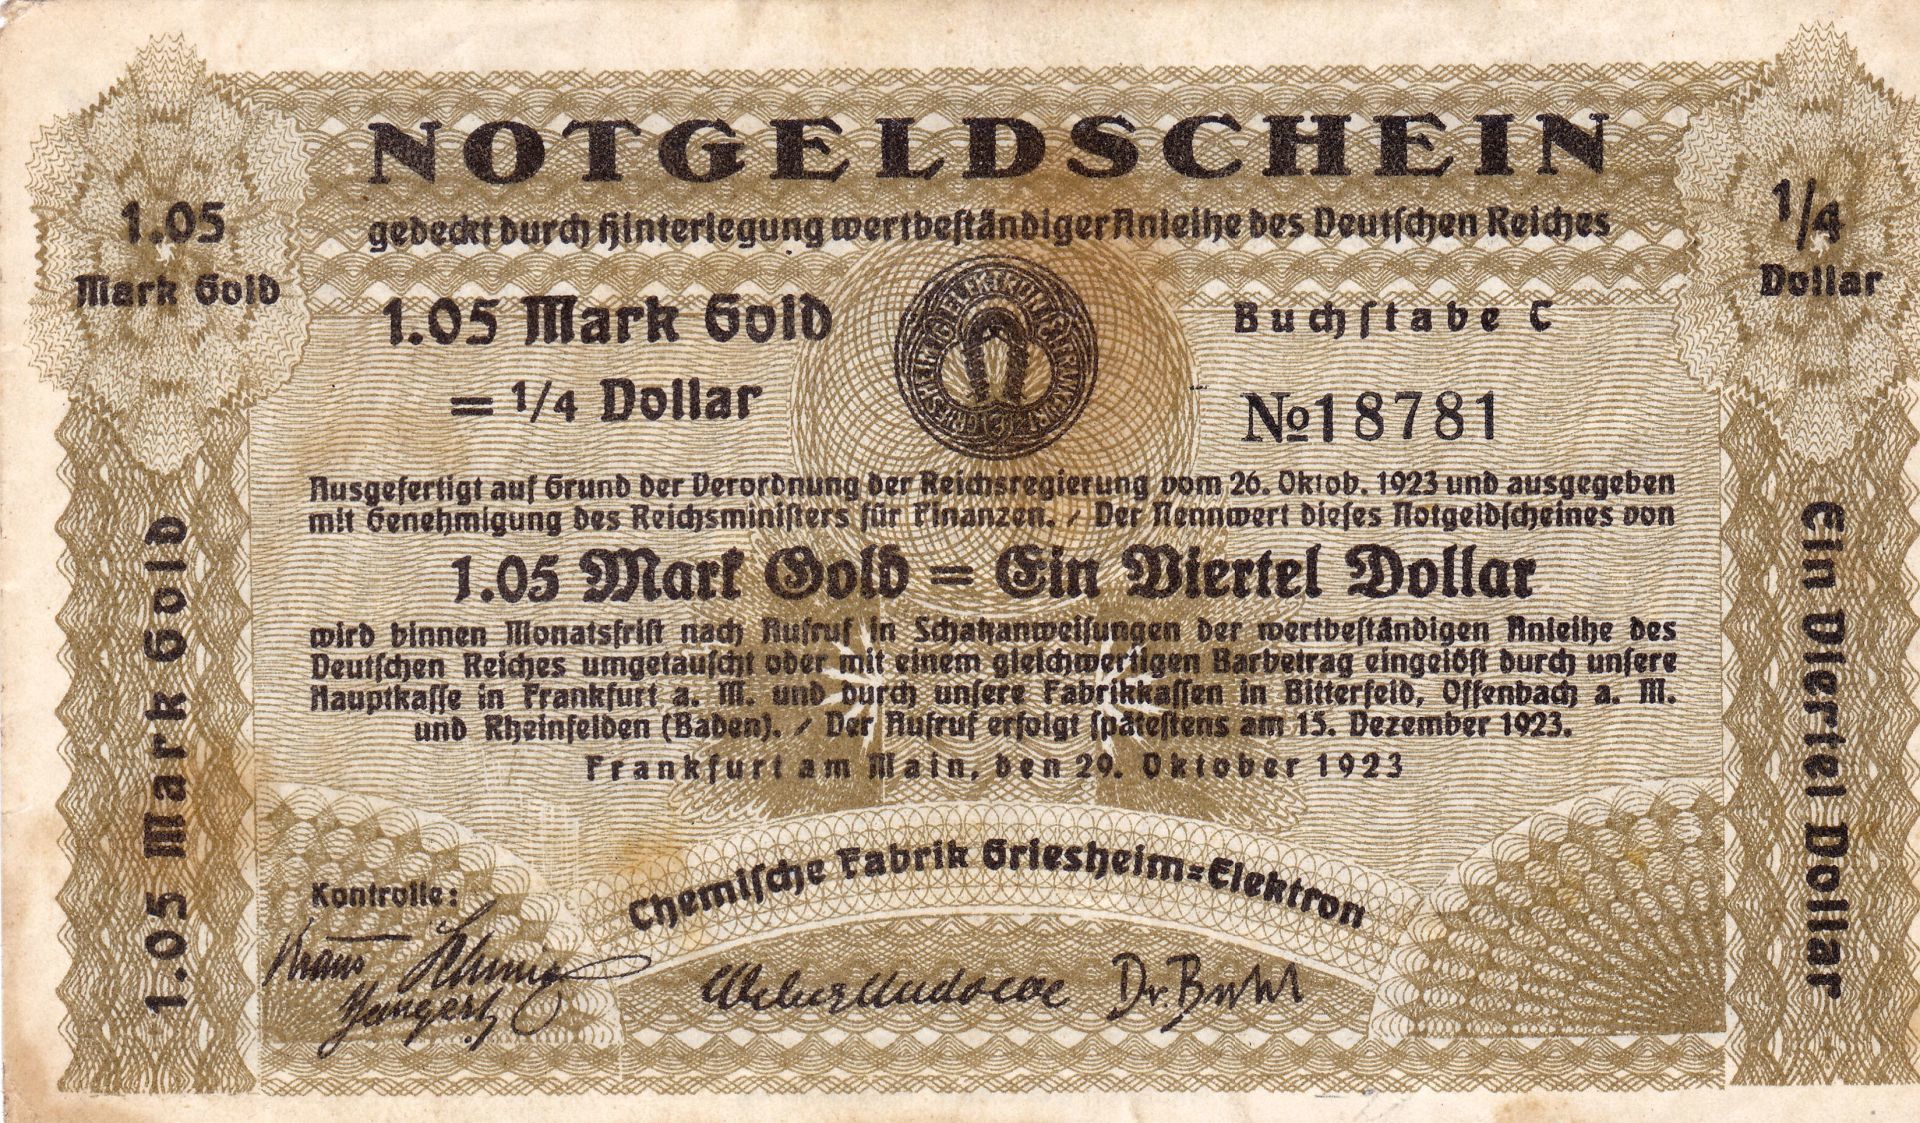 NOTGELDSCHEIN
gedeckt durch Hinterlegung wertbeständiger Anleihe des Deutschen Reiches
1.05
Mark Gold
1/4
Dollar
1.05 Mark Gold
= 1/4 Dollar
Buchstabe C
№ 18781
Ausgefertigt auf Grund der Verordnung der Reichsregierung vom 26. Oktob. 1923 und ausgegeben
mit Genehmigung des Reichsministers für Finanzen. / Der Nennwert dieses Notgeldscheines von
1.05 Mark Gold = Ein Viertel Dollar
wird binnen Monatsfrist nach Aufruf in Schatzanweisungen der wertbeständigen Anleihe des
Deutschen Reiches umgetauscht oder mit einem gleichwertigen Barbetrag eingelöst durch unsere
Hauptkasse in Frankfurt a. M. und durch unsere Fabrikkassen in Bitterfeld, Offenbach a. M.
und Rheinfelden (Baden). / Der Aufruf erfolgt spätestens am 15. Dezember 1923.
Frankfurt am Main, den 29. Oktober 1923
Chemische Fabrik Griesheim=Elektron
Kontrolle:
1.05 Mark Gold
Ein Viertel Dollar